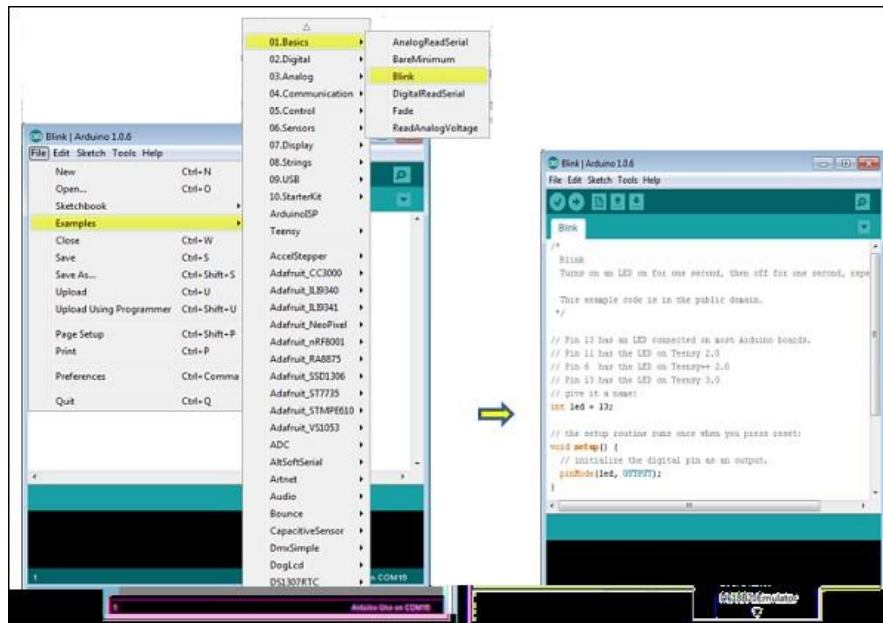 Blink | Arduino 1.0.6
File Edit Sketch Tools Help
New Ctrl+N
Open... Ctrl+O
Sketchbook
Examples
Close Ctrl+W
Save Ctrl+S
Save As... Ctrl+Shift+S
Upload Ctrl+U
Upload Using Programmer Ctrl+Shift+U
Page Setup Ctrl+Shift+P
Print Ctrl+P
Preferences Ctrl+Comma
Quit Ctrl+Q
01.Basics
02.Digital
03.Analog
04.Communication
05.Control
06.Sensors
07.Display
08.Strings
09.USB
10.StarterKit
ArduinoISP
Teensy
AccelStepper
Adafruit_CC3000
Adafruit_ILI9340
Adafruit_ILI9341
Adafruit_NeoPixel
Adafruit_nRF8001
Adafruit_RA8875
Adafruit_SSD1306
Adafruit_ST7735
Adafruit_STMPE610
Adafruit_VS1053
ADC
AltSoftSerial
Artnet
Audio
Bounce
CapacitiveSensor
DmxSimple
DogLcd
DS1307RTC
AnalogReadSerial
BareMinimum
Blink
DigitalReadSerial
Fade
ReadAnalogVoltage
1
on COM16
1 Arduino Uno on COM16
Blink | Arduino 1.0.6
File Edit Sketch Tools Help
Blink
/*
Blink
Turns on an LED on for one second, then off for one second, repe
This example code is in the public domain.
*/
// Pin 13 has an LED connected on most Arduino boards.
// Pin 11 has the LED on Teensy 2.0
// Pin 6 has the LED on Teensy++ 2.0
// Pin 13 has the LED on Teensy 3.0
// give it a name:
int led = 13;
// the setup routine runs once when you press reset:
void setup() {
// initialize the digital pin as an output.
pinMode(led, OUTPUT);
}